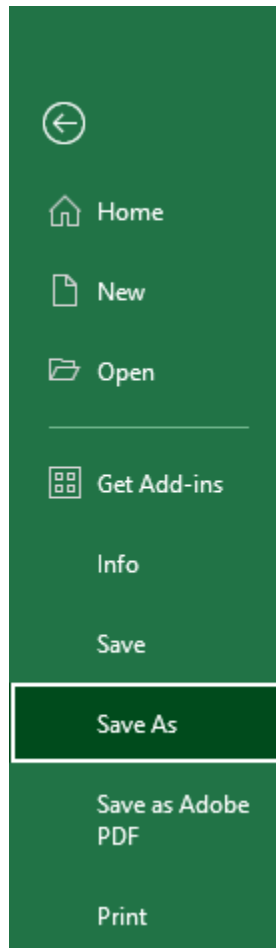 Home
New
Open
Get Add-ins
Info
Save
Save As
Save as Adobe
PDF
Print